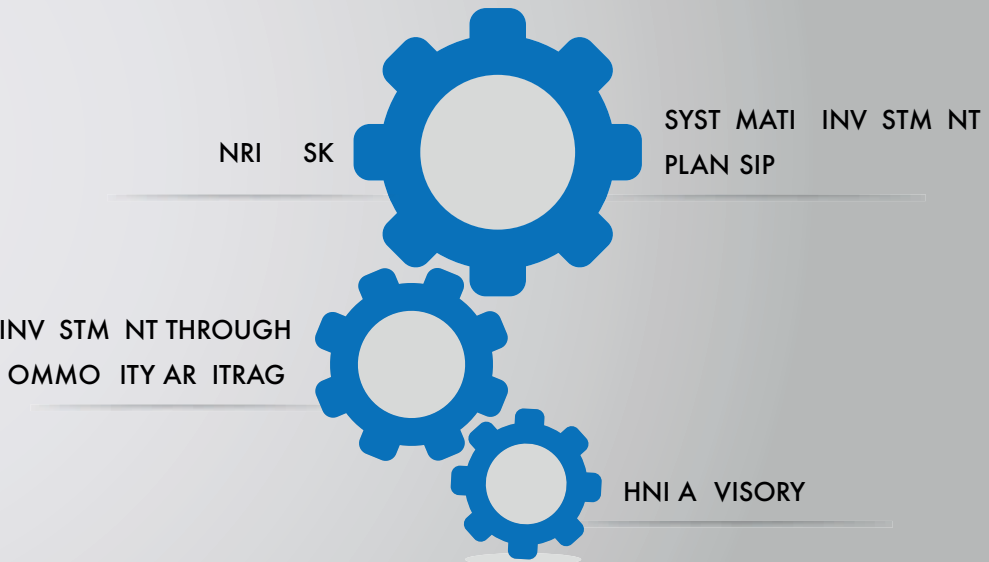 NRI SK
SYST MATI INV STM NT
PLAN SIP
INV STM NT THROUGH
OMMO ITY AR ITRAG
HNI A VISORY